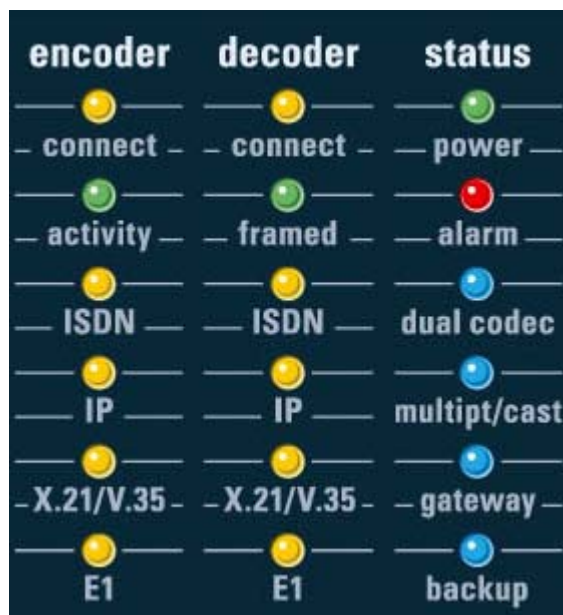 encoder decoder status
connect connect power
activity framed alarm
ISDN ISDN dual codec
IP IP multipt/cast
X.21/V.35 X.21/V.35 gateway
E1 E1 backup